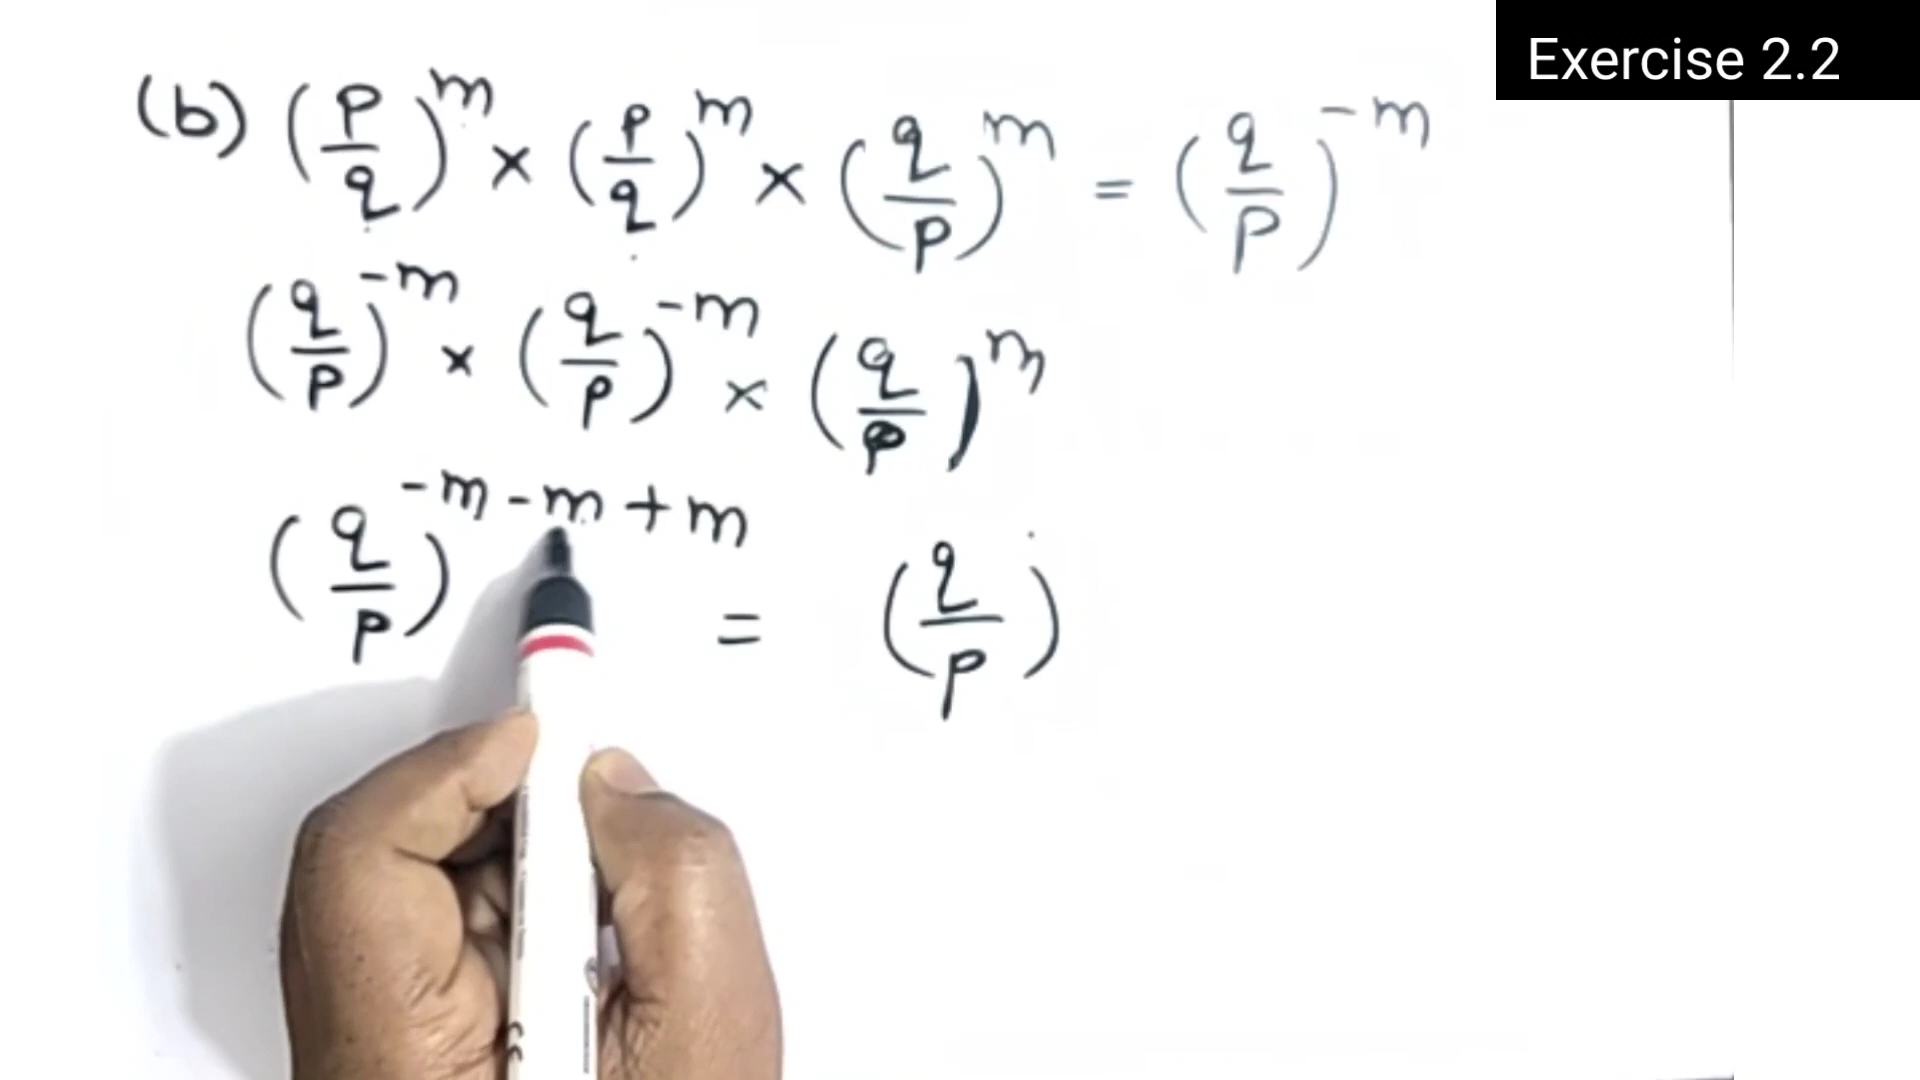 Exercise 2.2
(b) (p/q)^m × (p/q)^m × (q/p)^m = (q/p)^-m
(q/p)^-m × (q/p)^-m × (q/p)^m
(q/p)^-m-m+m = (q/p)